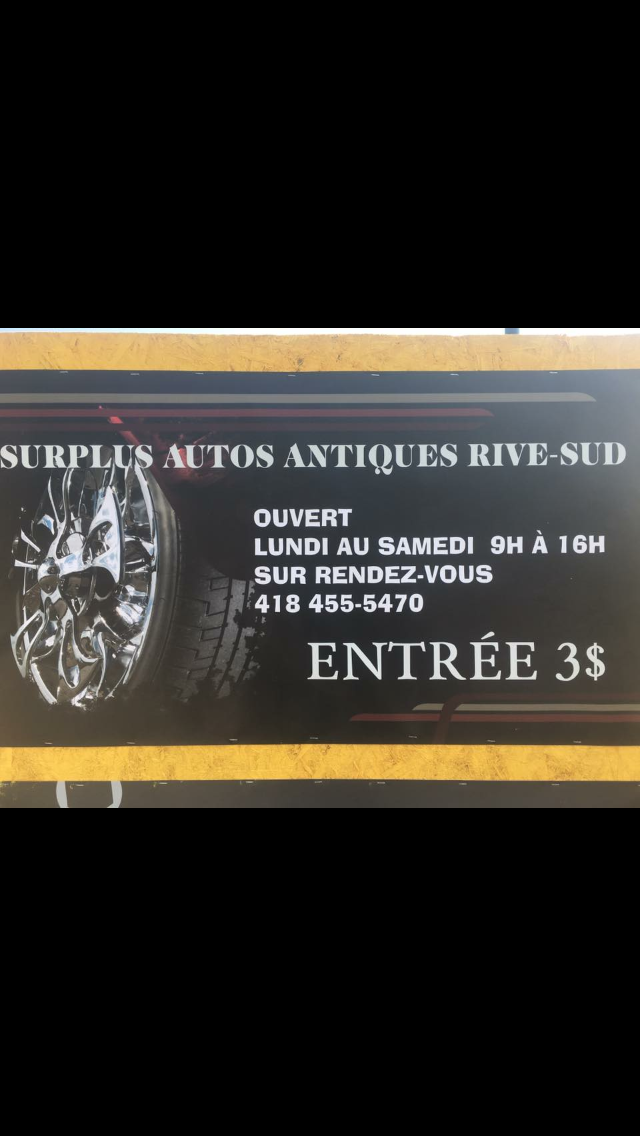 SURPLUS AUTOS ANTIQUES RIVE-SUD
OUVERT
LUNDI AU SAMEDI 9H À 16H
SUR RENDEZ-VOUS
418 455-5470
ENTRÉE 3$